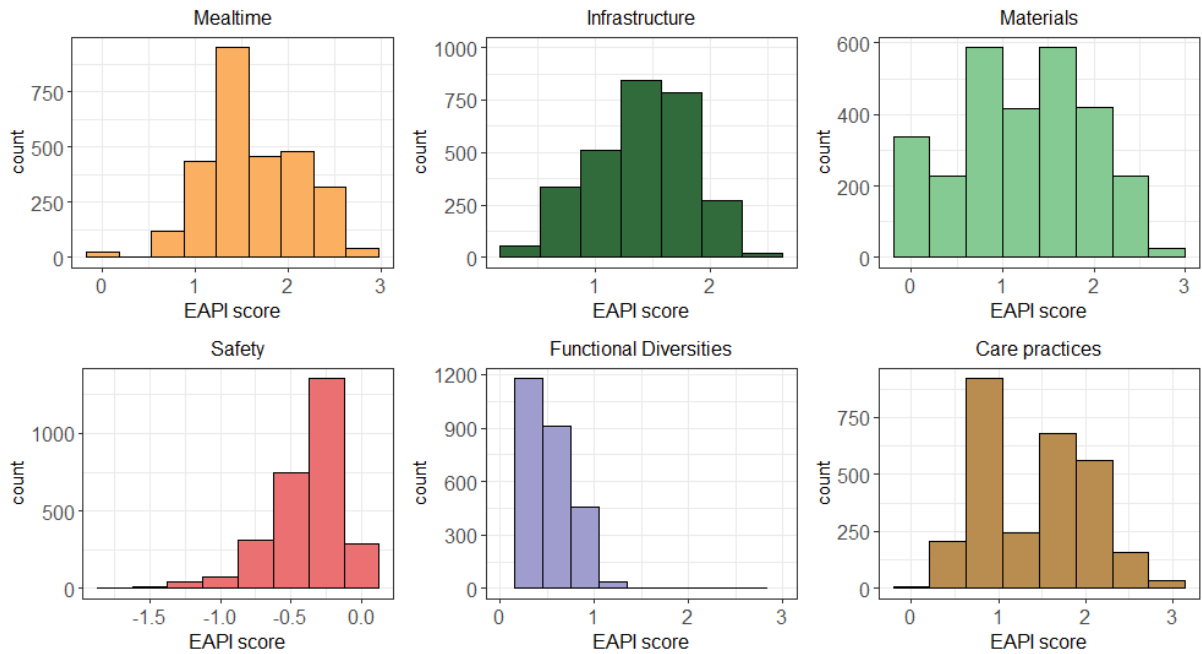 Mealtime
750
500
250
0
count
0 1 2 3
EAPI score
Infrastructure
1000
750
500
250
0
count
1 2
EAPI score
Materials
600
400
200
0
count
0 1 2 3
EAPI score
Safety
1000
500
0
count
-1.5 -1.0 -0.5 0.0
EAPI score
Functional Diversities
1200
900
600
300
0
count
0 1 2 3
EAPI score
Care practices
750
500
250
0
count
0 1 2 3
EAPI score